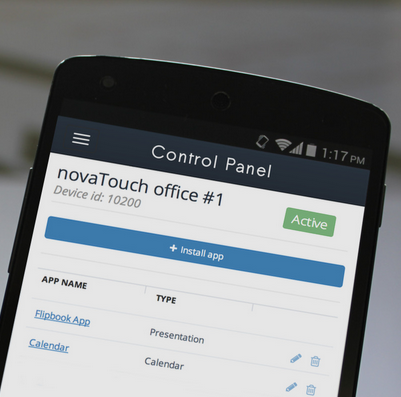 1:17 PM
Control Panel
novaTouch office #1
Device id: 10200
Active
+ Install app
APP NAME TYPE
Flipbook App Presentation
Calendar Calendar